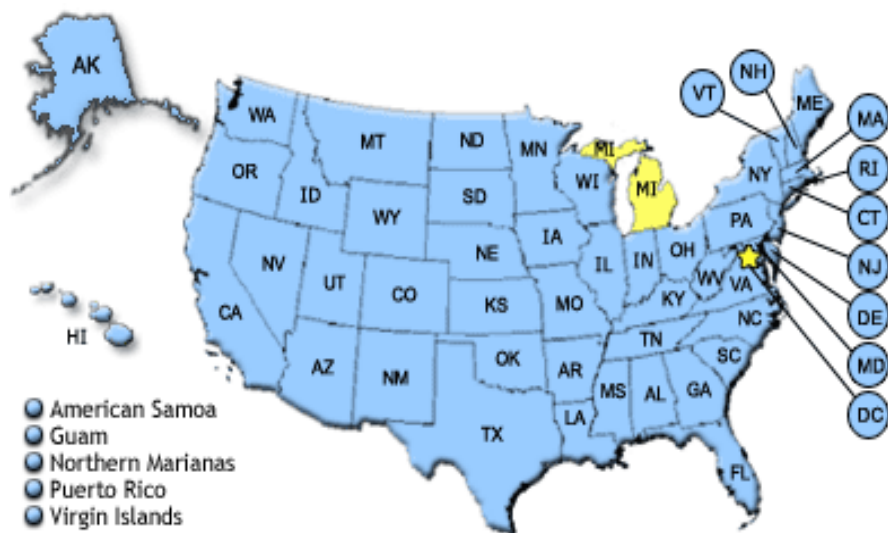 AK
HI
WA
OR
CA
ID
NV
MT
WY
UT
AZ
CO
NM
ND
SD
NE
KS
OK
TX
MN
IA
MO
AR
LA
WI
IL
MS
MI
MI
IN
OH
KY
TN
AL
GA
FL
SC
NC
VA
WV
PA
NY
ME
VT
NH
MA
RI
CT
NJ
DE
MD
DC
American Samoa
Guam
Northern Marianas
Puerto Rico
Virgin Islands